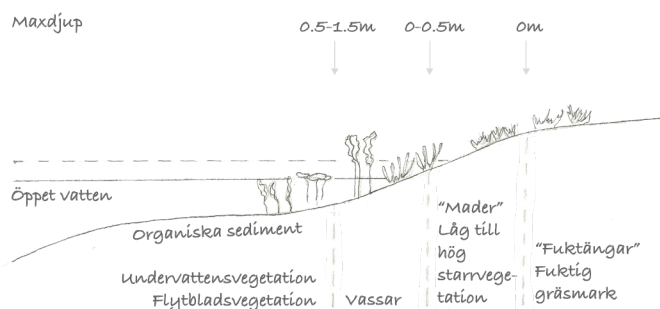 Maxdjup
0.5-1.5m
0-0.5m
0m
Öppet vatten
Organiska sediment
Undervattensvegetation
Flytbladsvegetation
Vassar
"Mader"
Låg till
hög
starrvege-
tation
"Fuktängar"
Fuktig
gräsmark